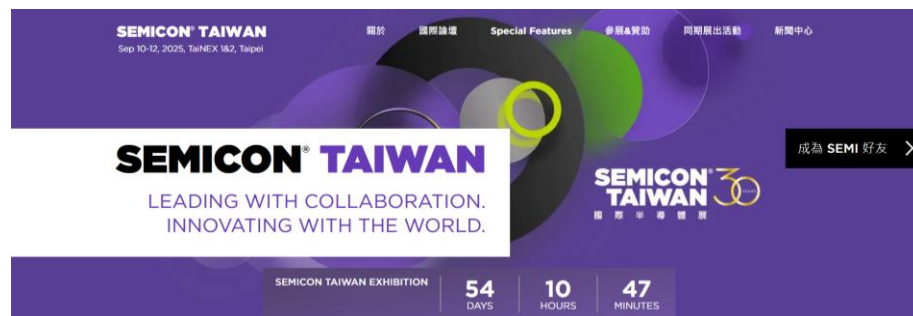 SEMICON® TAIWAN
Sep 10-12, 2025, TaiNEX 1&2, Taipei
關於 國際論壇 Special Features 參展&贊助 同期展出活動 新聞中心
成為 SEMI 好友
SEMICON® TAIWAN
LEADING WITH COLLABORATION.
INNOVATING WITH THE WORLD.
SEMICON®
TAIWAN
30
YEARS
國際半導體展
SEMICON TAIWAN EXHIBITION
54 10 47
DAYS HOURS MINUTES